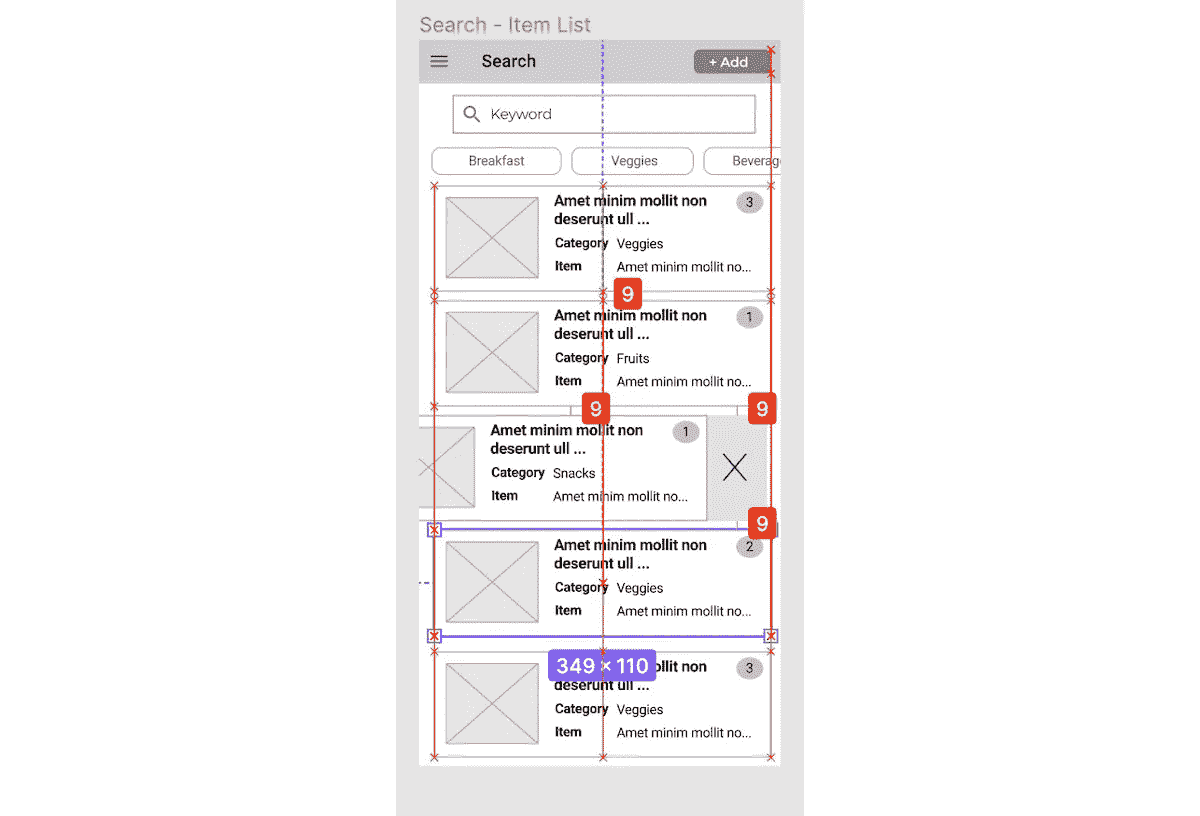 Search - Item List
Search
+ Add
Keyword
Breakfast
Veggies
Beverag
Amet minim mollit non
deserunt ull ...
3
Category Veggies
Item Amet minim mollit no...
9
Amet minim mollit non
deserunt ull ...
1
Category Fruits
Item Amet minim mollit no...
9
9
Amet minim mollit non
deserunt ull ...
1
Category Snacks
Item Amet minim mollit no...
9
Amet minim mollit non
deserunt ull ...
2
Category Veggies
Item Amet minim mollit no...
349 × 110
ollit non
deserunt ull ...
3
Category Veggies
Item Amet minim mollit no...